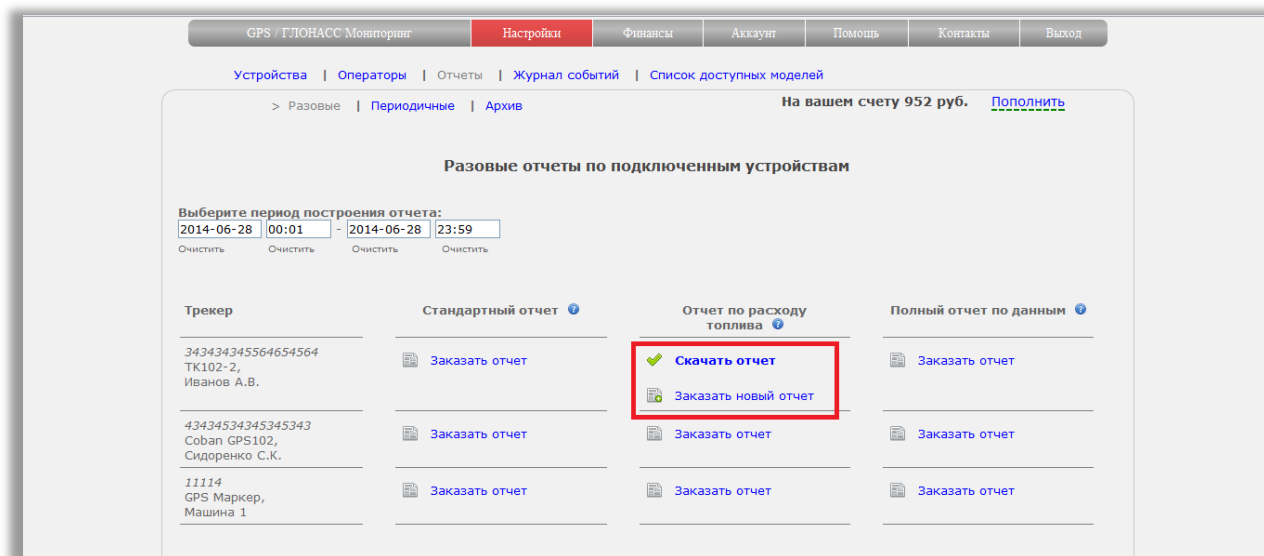 GPS / ГЛОНАСС Мониторинг Настройки Финансы Аккаунт Помощь Контакты Выход
Устройства | Операторы | Отчеты | Журнал событий | Список доступных моделей
> Разовые | Периодичные | Архив На вашем счету 952 руб. Пополнить
Разовые отчеты по подключенным устройствам
Выберите период построения отчета:
2014-06-28 00:01 - 2014-06-28 23:59
Очистить Очистить Очистить Очистить
Трекер Стандартный отчет ? Отчет по расходу Полный отчет по данным ?
топлива ?
343434345564654564
TK102-2, Заказать отчет Скачать отчет Заказать отчет
Иванов А.В.
Заказать новый отчет
43434534345345343
Coban GPS102, Заказать отчет Заказать отчет Заказать отчет
Сидоренко С.К.
11114
GPS Маркер, Заказать отчет Заказать отчет Заказать отчет
Машина 1